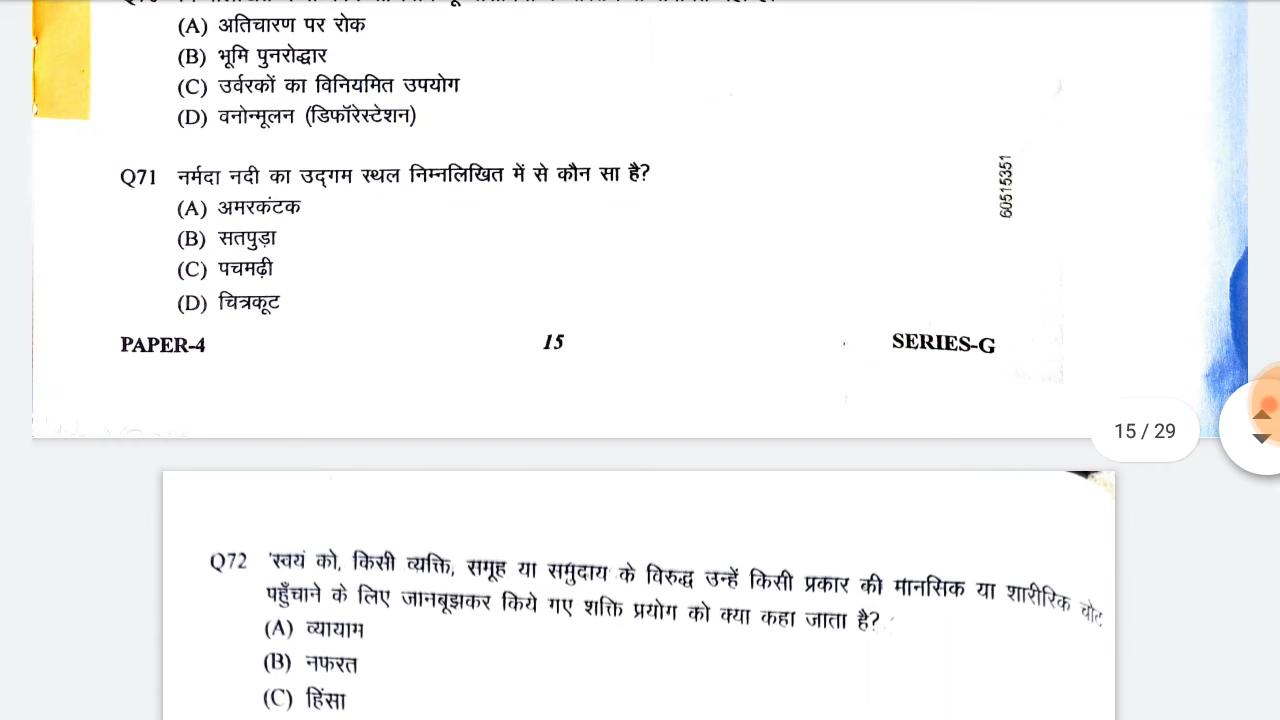 (A) अतिचारण पर रोक
(B) भूमि पुनरोद्धार
(C) उर्वरकों का विनियमित उपयोग
(D) वनोन्मूलन (डिफॉरेस्टेशन)
Q71 नर्मदा नदी का उद्गम स्थल निम्नलिखित में से कौन सा है?
(A) अमरकंटक
(B) सतपुड़ा
(C) पचमढ़ी
(D) चित्रकूट
60515351
PAPER-4 15 SERIES-G
15 / 29
Q72 'स्वयं को, किसी व्यक्ति, समूह या समुदाय के विरुद्ध उन्हें किसी प्रकार की मानसिक या शारीरिक चोट
पहुँचाने के लिए जानबूझकर किये गए शक्ति प्रयोग को क्या कहा जाता है?
(A) व्यायाम
(B) नफरत
(C) हिंसा